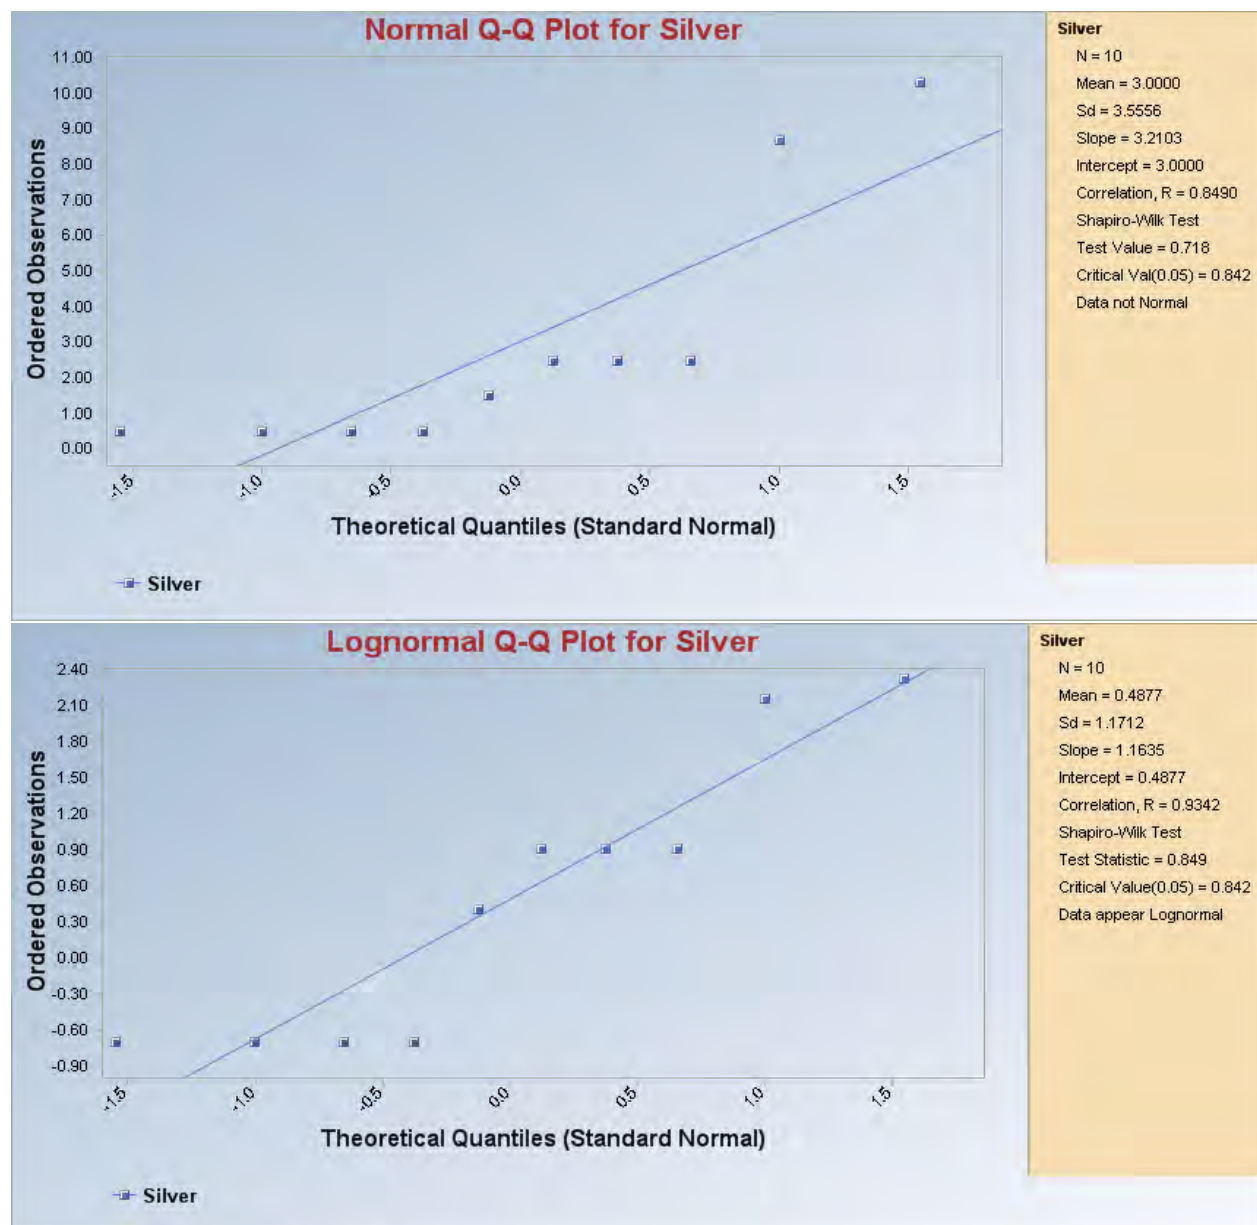 Normal Q-Q Plot for Silver
Ordered Observations
11.00
10.00
9.00
8.00
7.00
6.00
5.00
4.00
3.00
2.00
1.00
0.00
-1.5
-1.0
-0.5
0.0
0.5
1.0
1.5
Theoretical Quantiles (Standard Normal)
Silver
Silver
N = 10
Mean = 3.0000
Sd = 3.5556
Slope = 3.2103
Intercept = 3.0000
Correlation, R = 0.8490
Shapiro-Wilk Test
Test Value = 0.718
Critical Val(0.05) = 0.842
Data not Normal
Lognormal Q-Q Plot for Silver
Ordered Observations
2.40
2.10
1.80
1.50
1.20
0.90
0.60
0.30
0.00
-0.30
-0.60
-0.90
-1.5
-1.0
-0.5
0.0
0.5
1.0
1.5
Theoretical Quantiles (Standard Normal)
Silver
Silver
N = 10
Mean = 0.4877
Sd = 1.1712
Slope = 1.1635
Intercept = 0.4877
Correlation, R = 0.9342
Shapiro-Wilk Test
Test Statistic = 0.849
Critical Value(0.05) = 0.842
Data appear Lognormal